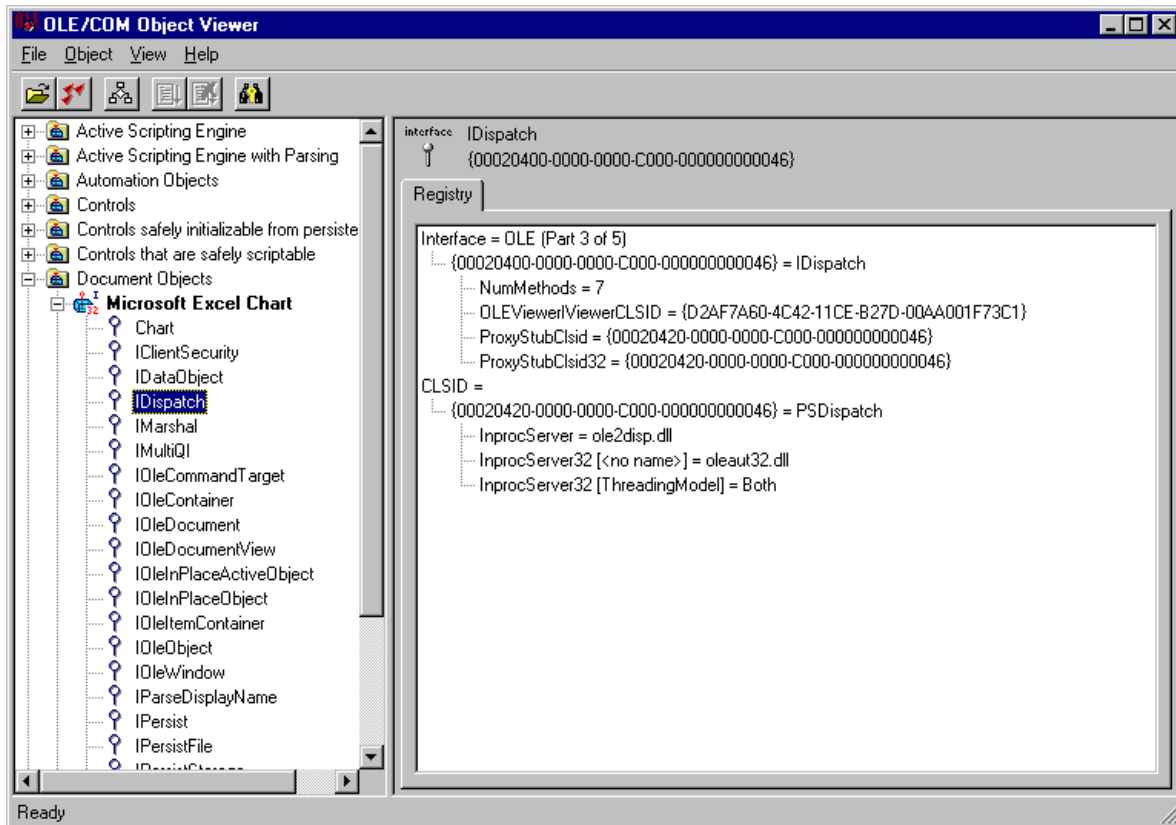 OLE/COM Object Viewer
File Object View Help
Active Scripting Engine
Active Scripting Engine with Parsing
Automation Objects
Controls
Controls safely initializable from persiste
Controls that are safely scriptable
Document Objects
Microsoft Excel Chart
Chart
IClientSecurity
IDataObject
IDispatch
IMarshal
IMultiQI
IOleCommandTarget
IOleContainer
IOleDocument
IOleDocumentView
IOleInPlaceActiveObject
IOleInPlaceObject
IOleItemContainer
IOleObject
IOleWindow
IParseDisplayName
IPersist
IPersistFile
interface IDispatch
{00020400-0000-0000-C000-000000000046}
Registry
Interface = OLE (Part 3 of 5)
{00020400-0000-0000-C000-000000000046} = IDispatch
NumMethods = 7
OLEViewerIViewerCLSID = {D2AF7A60-4C42-11CE-B27D-00AA001F73C1}
ProxyStubClsid = {00020420-0000-0000-C000-000000000046}
ProxyStubClsid32 = {00020420-0000-0000-C000-000000000046}
CLSID =
{00020420-0000-0000-C000-000000000046} = PSDispatch
InprocServer = ole2disp.dll
InprocServer32 [<no name>] = oleaut32.dll
InprocServer32 [ThreadingModel] = Both
Ready